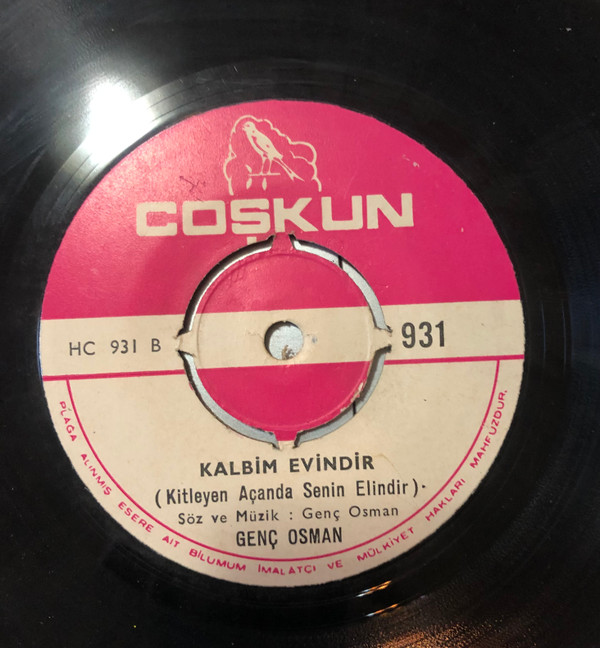 COŞKUN
HC 931 B
931
KALBİM EVİNDİR
(Kitleyen Açanda Senin Elindir).
Söz ve Müzik : Genç Osman
GENÇ OSMAN
PLAĞA ALINMIŞ ESERE AİT BİLUMUM İMALATÇI VE MÜLKİYET HAKLARI MAHFUZDUR.